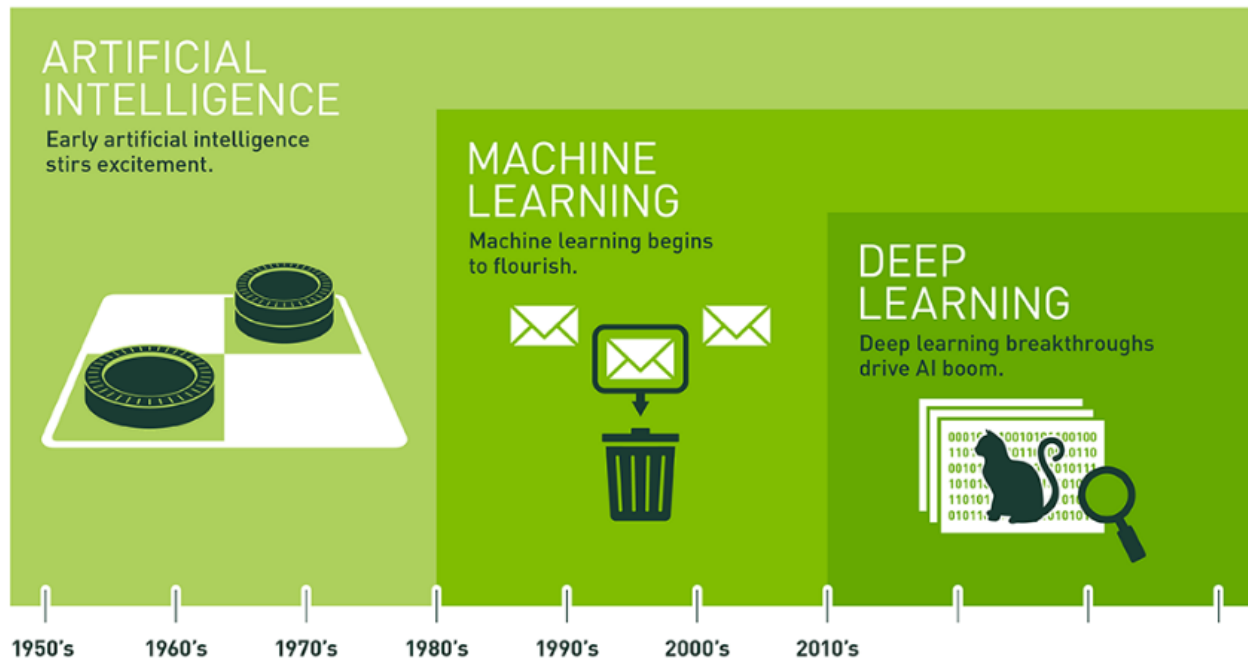 ARTIFICIAL
INTELLIGENCE
Early artificial intelligence
stirs excitement.
MACHINE
LEARNING
Machine learning begins
to flourish.
DEEP
LEARNING
Deep learning breakthroughs
drive AI boom.
1950's 1960's 1970's 1980's 1990's 2000's 2010's